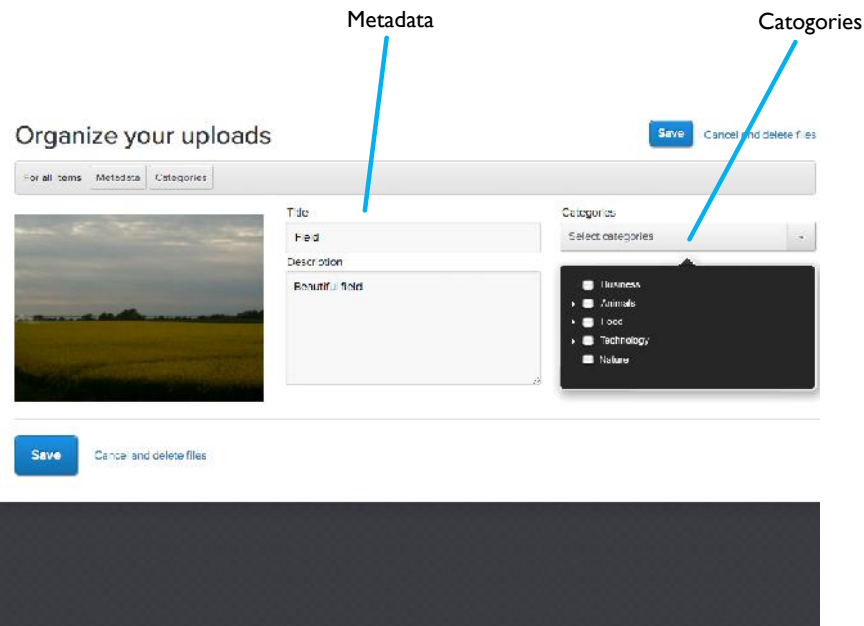 Metadata Catogories
Organize your uploads Save Cancel and delete files
For all items Metadata Categories
Title Categories
Field Select categories
Description
Beautiful field
Business
Animals
Food
Technology
Nature
Save Cancel and delete files